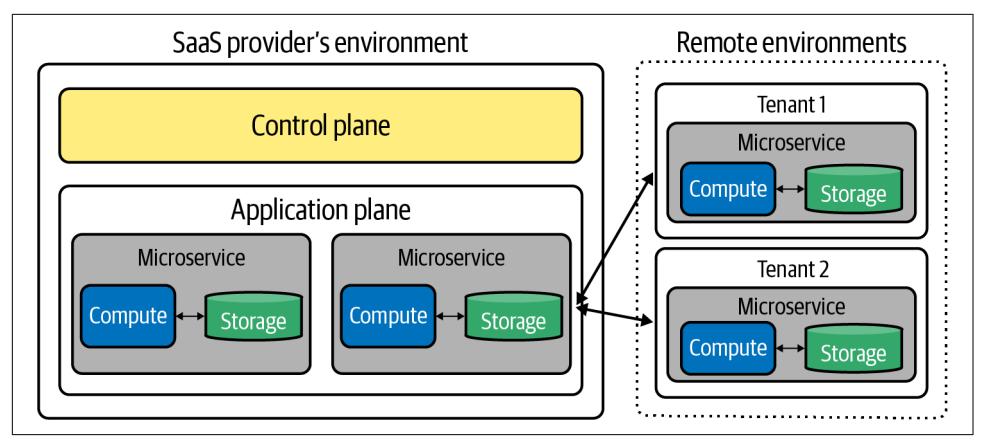 SaaS provider's environment
Remote environments
Control plane
Application plane
Microservice
Compute
Storage
Microservice
Compute
Storage
Tenant 1
Microservice
Compute
Storage
Tenant 2
Microservice
Compute
Storage